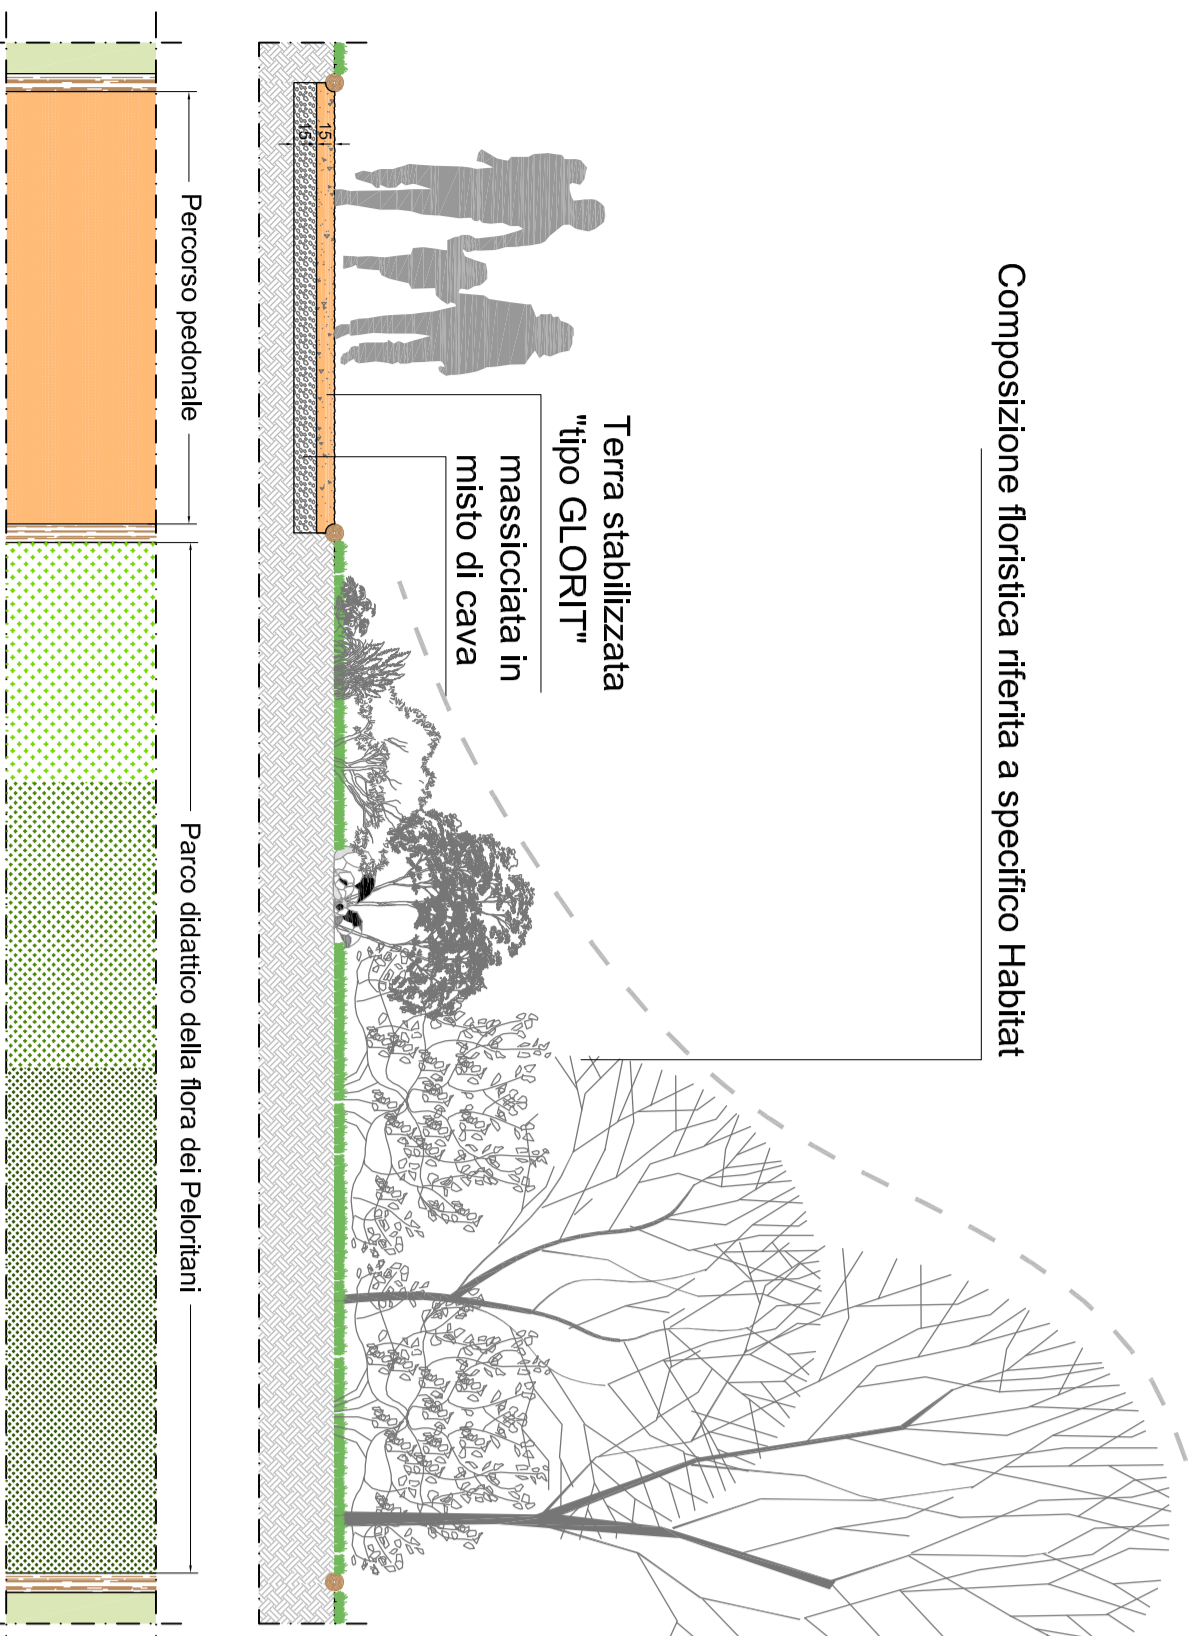 Composizione floristica riferita a specifico Habitat
Terra stabilizzata
"tipo GLORIT"
massicciata in
misto di cava
15
15
Percorso pedonale
Parco didattico della flora dei Peloritani